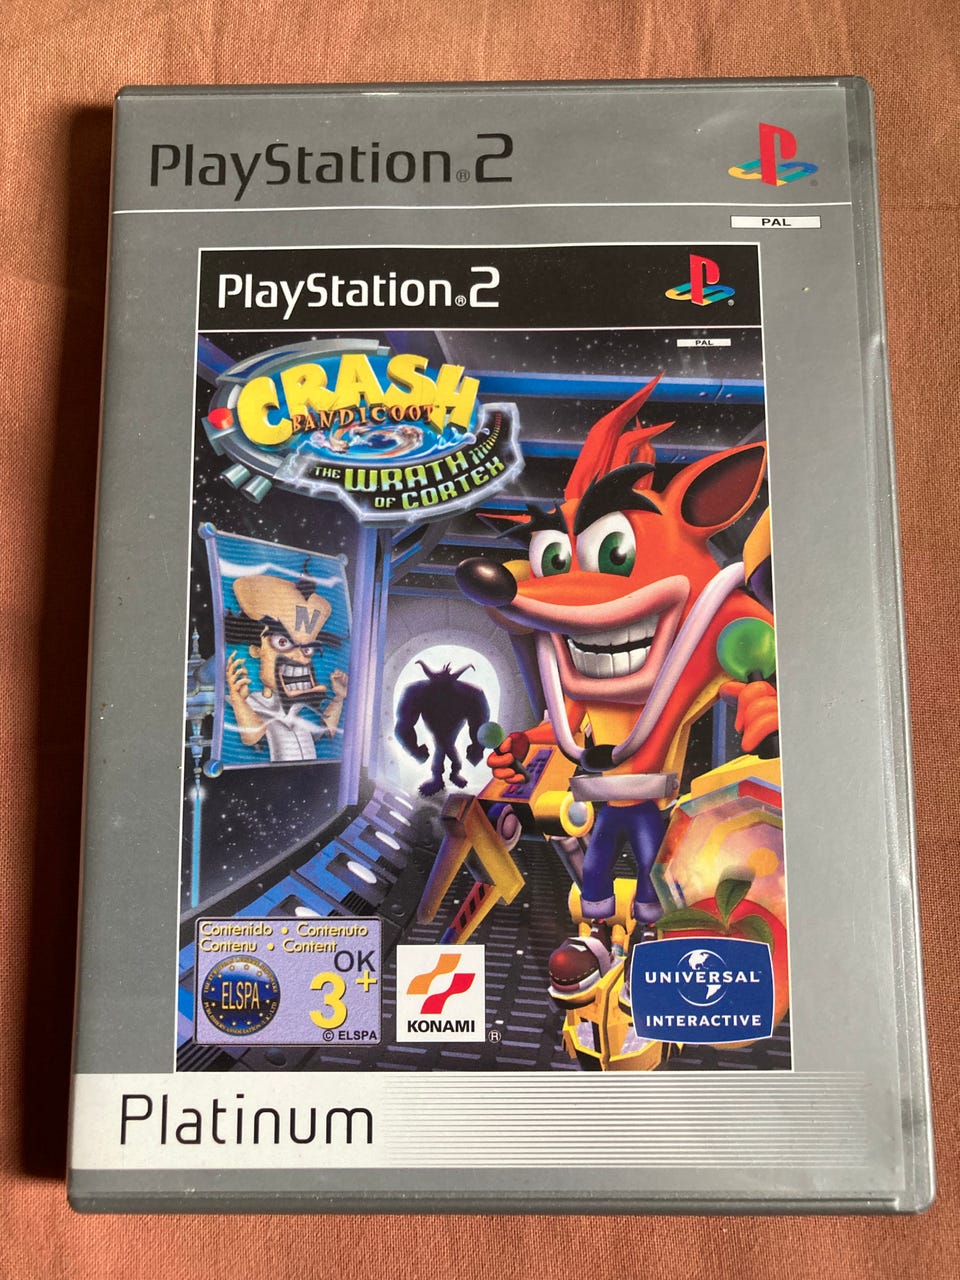 PlayStation®2
PAL
PlayStation®2
PAL
CRASH
BANDICOOT
THE WRATH
OF CORTEX
N
Contenido • Contenuto
Contenu • Content
OK
3+
ELSPA
© ELSPA
KONAMI ®
UNIVERSAL™
INTERACTIVE
Platinum